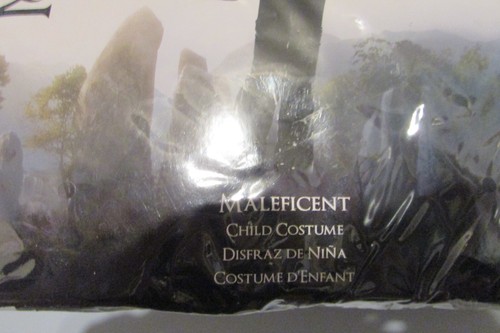 MALEFICENT
CHILD COSTUME
DISFRAZ DE NIÑA
COSTUME D'ENFANT